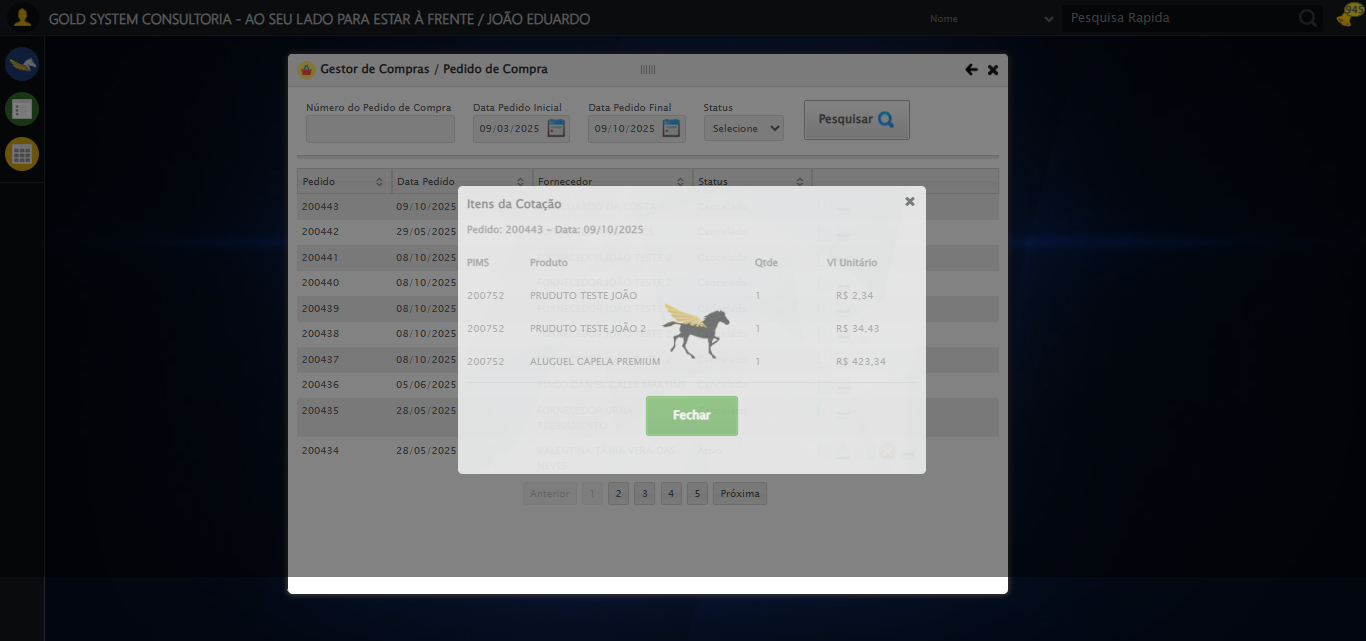 GOLD SYSTEM CONSULTORIA - AO SEU LADO PARA ESTAR À FRENTE / JOÃO EDUARDO
Nome
Pesquisa Rapida
945
Gestor de Compras / Pedido de Compra
Número do Pedido de Compra
Data Pedido Inicial
Data Pedido Final
Status
09/03/2025
09/10/2025
Selecione
Pesquisar
Pedido Data Pedido Fornecedor Status
200443 09/10/2025
200442 29/05/2025
200441 08/10/2025
200440 08/10/2025
200439 08/10/2025
200438 08/10/2025
200437 08/10/2025
200436 05/06/2025
200435 28/05/2025
200434 28/05/2025
Itens da Cotação
Pedido: 200443 - Data: 09/10/2025
PIMS Produto Qtde Vl Unitário
200752 PRUDUTO TESTE JOÃO 1 R$ 2,34
200752 PRUDUTO TESTE JOÃO 2 1 R$ 34,43
200752 ALUGUEL CAPELA PREMIUM 1 R$ 423,34
Fechar
Anterior 1 2 3 4 5 Próxima